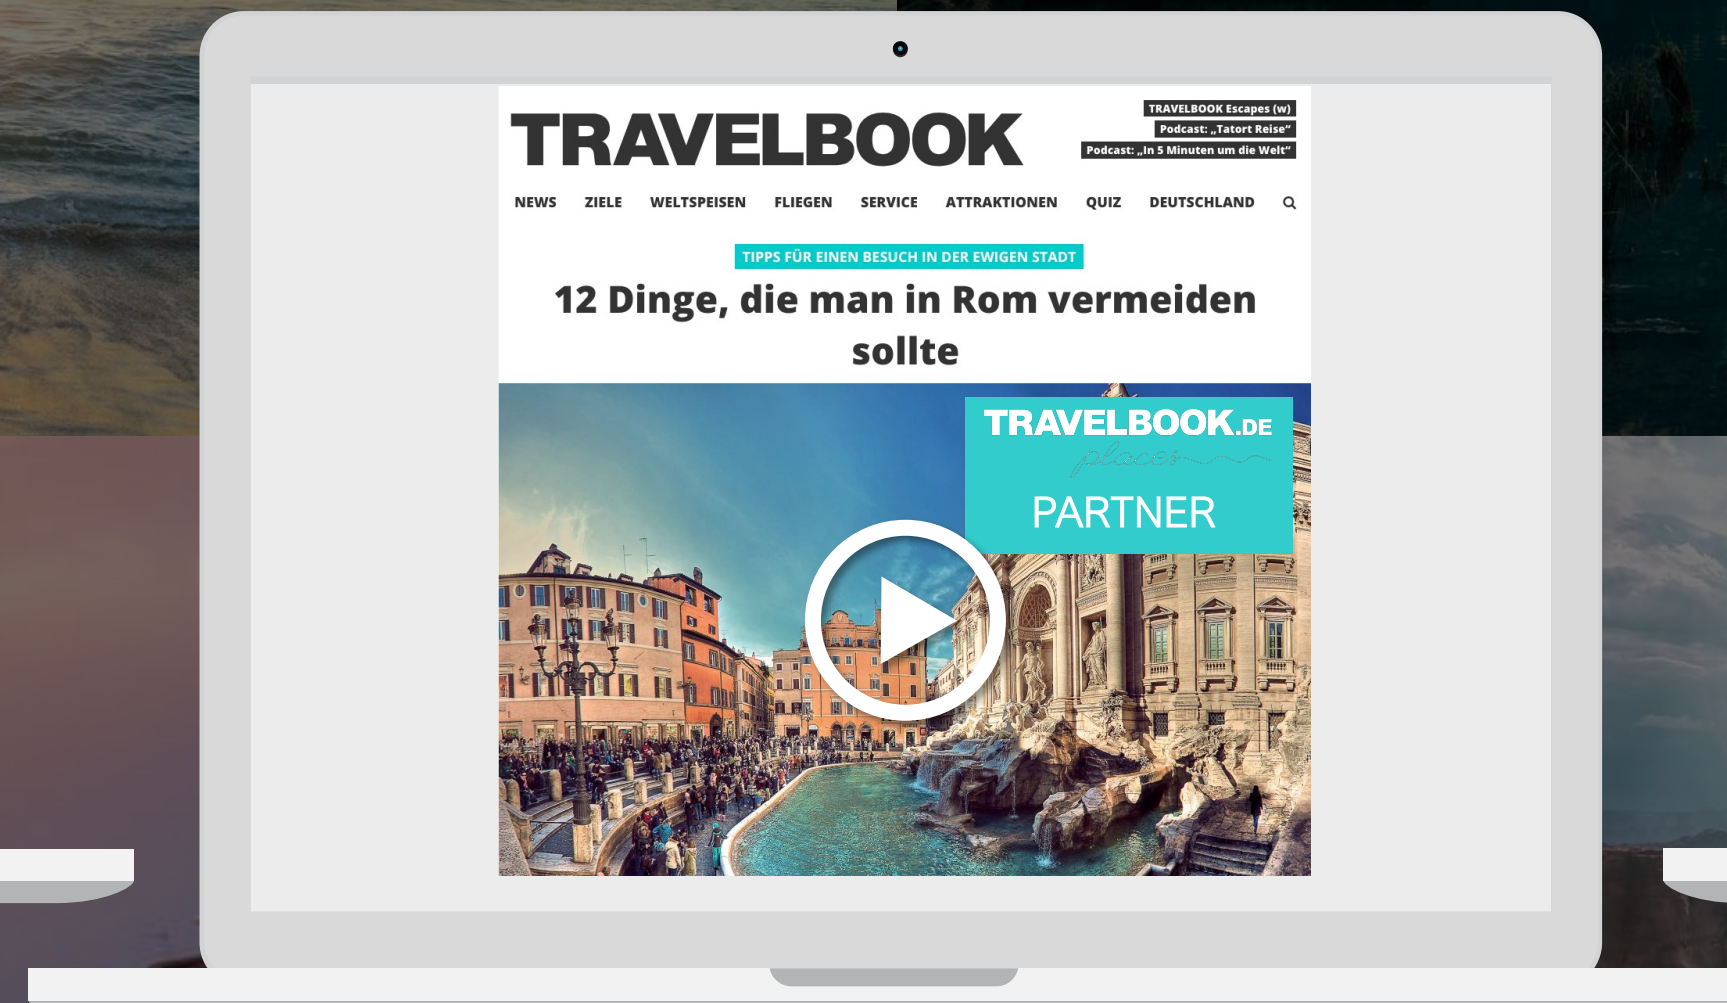 TRAVELBOOK
TRAVELBOOK Escapes (w)
Podcast: „Tatort Reise“
Podcast: „In 5 Minuten um die Welt“
NEWS ZIELE WELTSPEISEN FLIEGEN SERVICE ATTRAKTIONEN QUIZ DEUTSCHLAND
TIPPS FÜR EINEN BESUCH IN DER EWIGEN STADT
12 Dinge, die man in Rom vermeiden
sollte
TRAVELBOOK.DE
places
PARTNER